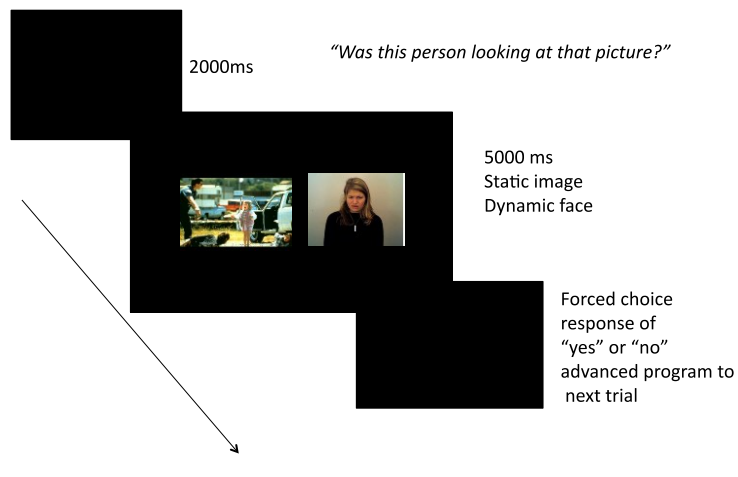 “Was this person looking at that picture?”
2000ms
5000 ms
Static image
Dynamic face
Forced choice
response of
“yes” or “no”
advanced program to
next trial